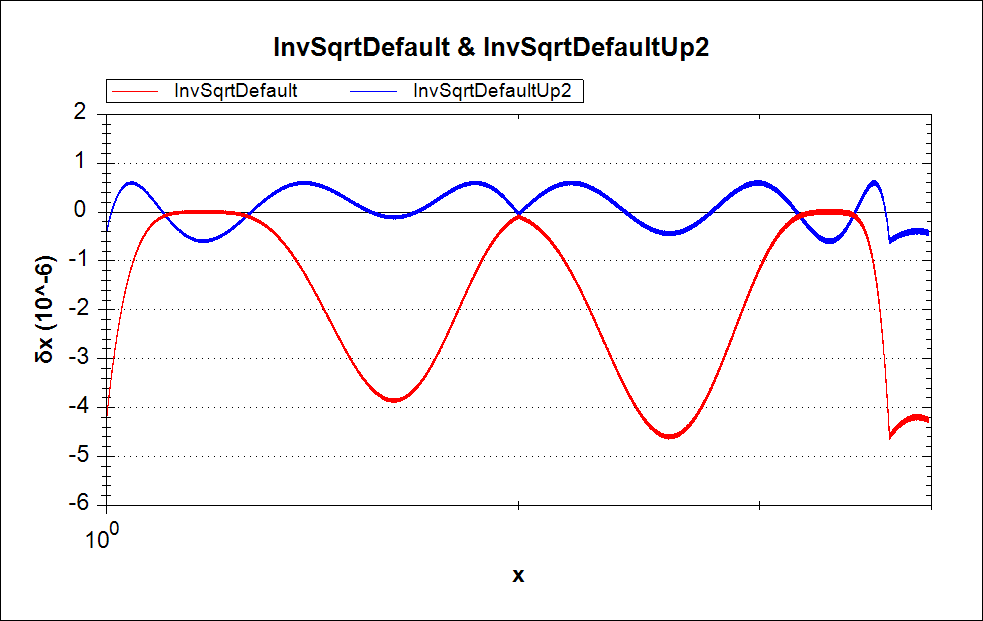 InvSqrtDefault & InvSqrtDefaultUp2
InvSqrtDefault InvSqrtDefaultUp2
2
1
0
-1
-2
-3
-4
-5
-6
δx (10^-6)
10^0
x